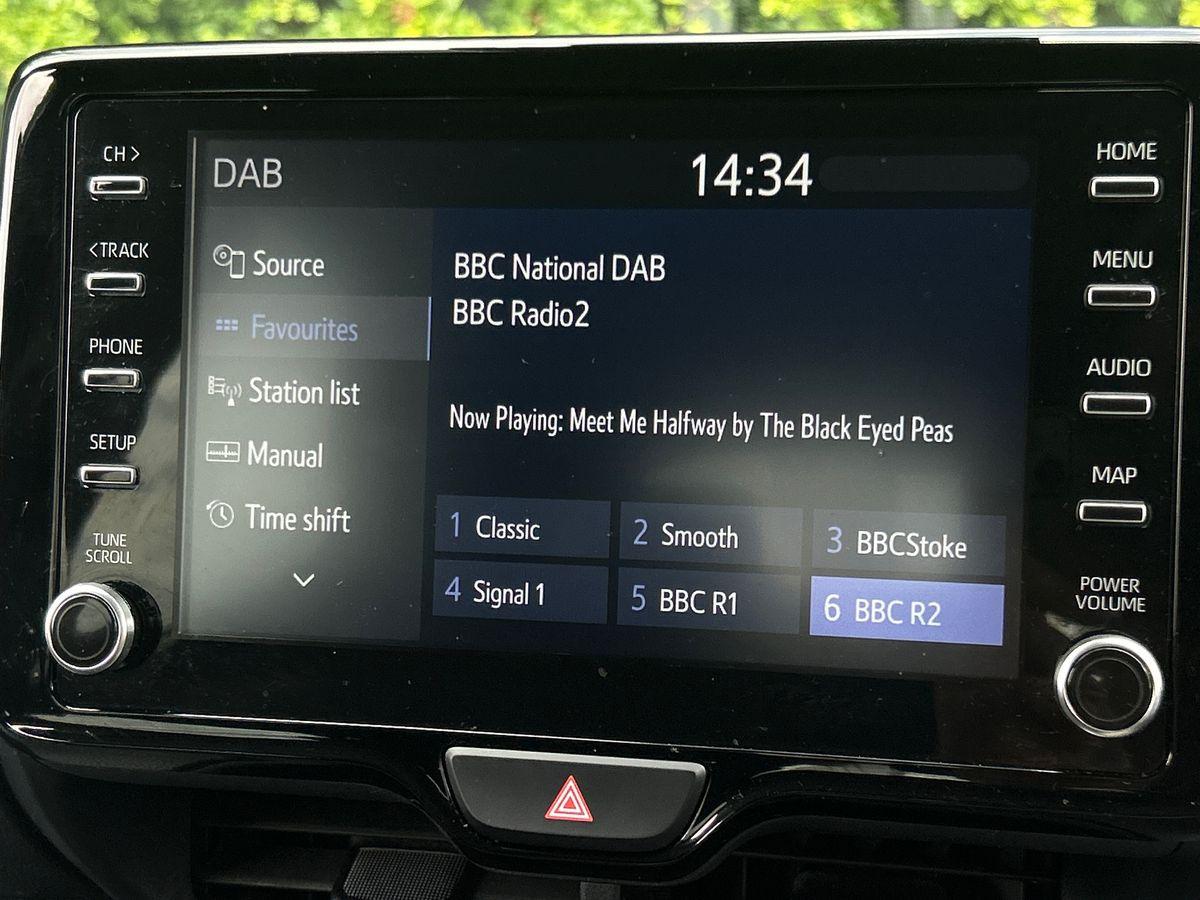 CH >
<TRACK
PHONE
SETUP
TUNE
SCROLL
DAB
14:34
Source
Favourites
Station list
Manual
Time shift
BBC National DAB
BBC Radio2
Now Playing: Meet Me Halfway by The Black Eyed Peas
1 Classic
2 Smooth
3 BBCStoke
4 Signal 1
5 BBC R1
6 BBC R2
HOME
MENU
AUDIO
MAP
POWER
VOLUME